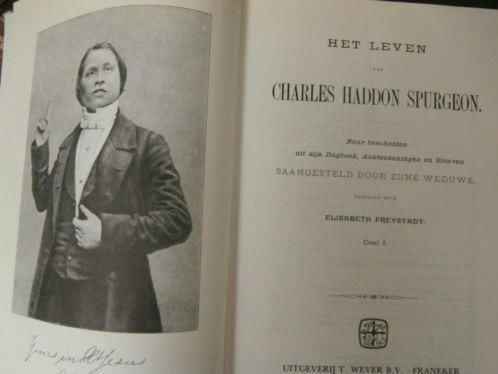 Yours in Jesus
HET LEVEN
VAN
CHARLES HADDON SPURGEON.
Naar bescheiden
uit zijn Dagboek, Aanteekeningen en Brieven
SAAMGESTELD DOOR ZIJNE WEDUWE.
VERTAALD DOOR
ELISABETH FREYSTADT.
Deel I.
UITGEVERIJ T. WEVER B.V. - FRANEKER